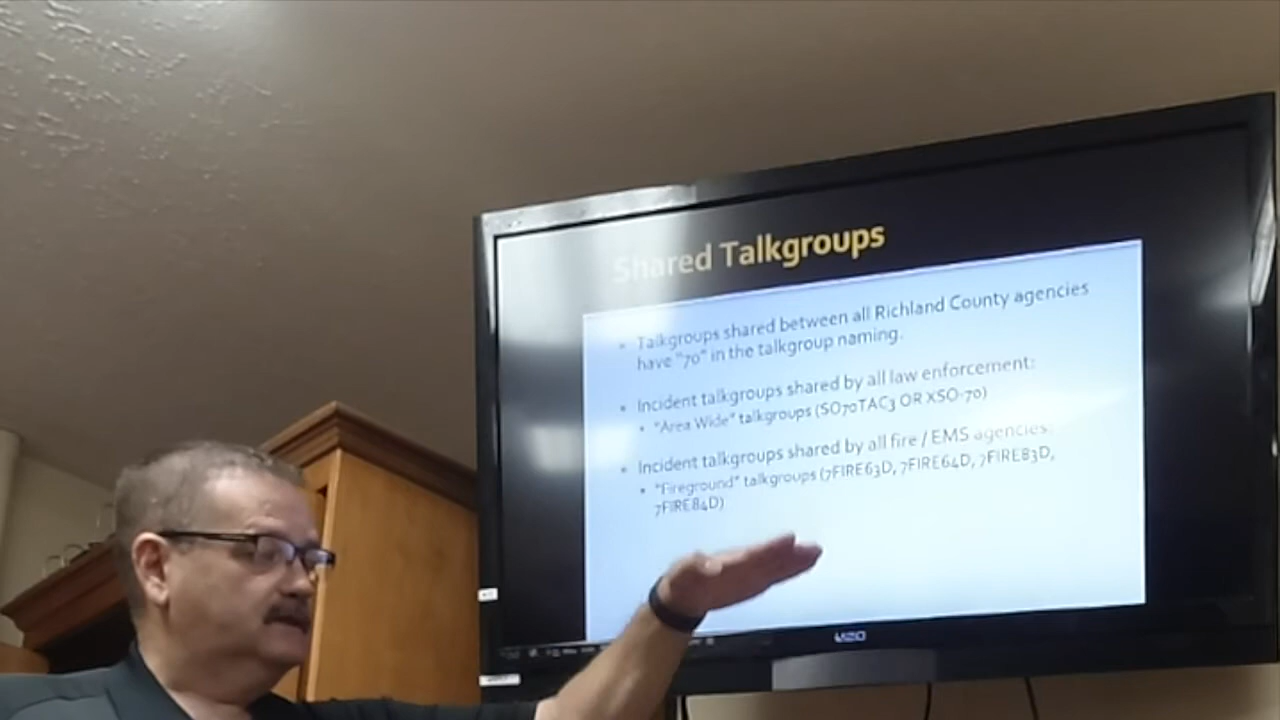 Shared Talkgroups
Talkgroups shared between all Richland County agencies
have "70" in the talkgroup naming.
Incident talkgroups shared by all law enforcement:
"Area Wide" talkgroups (SO70TAC3 OR XSO-70)
Incident talkgroups shared by all fire / EMS agencies:
"Fireground" talkgroups (7FIRE63D, 7FIRE64D, 7FIRE83D,
7FIRE84D)
VIZIO